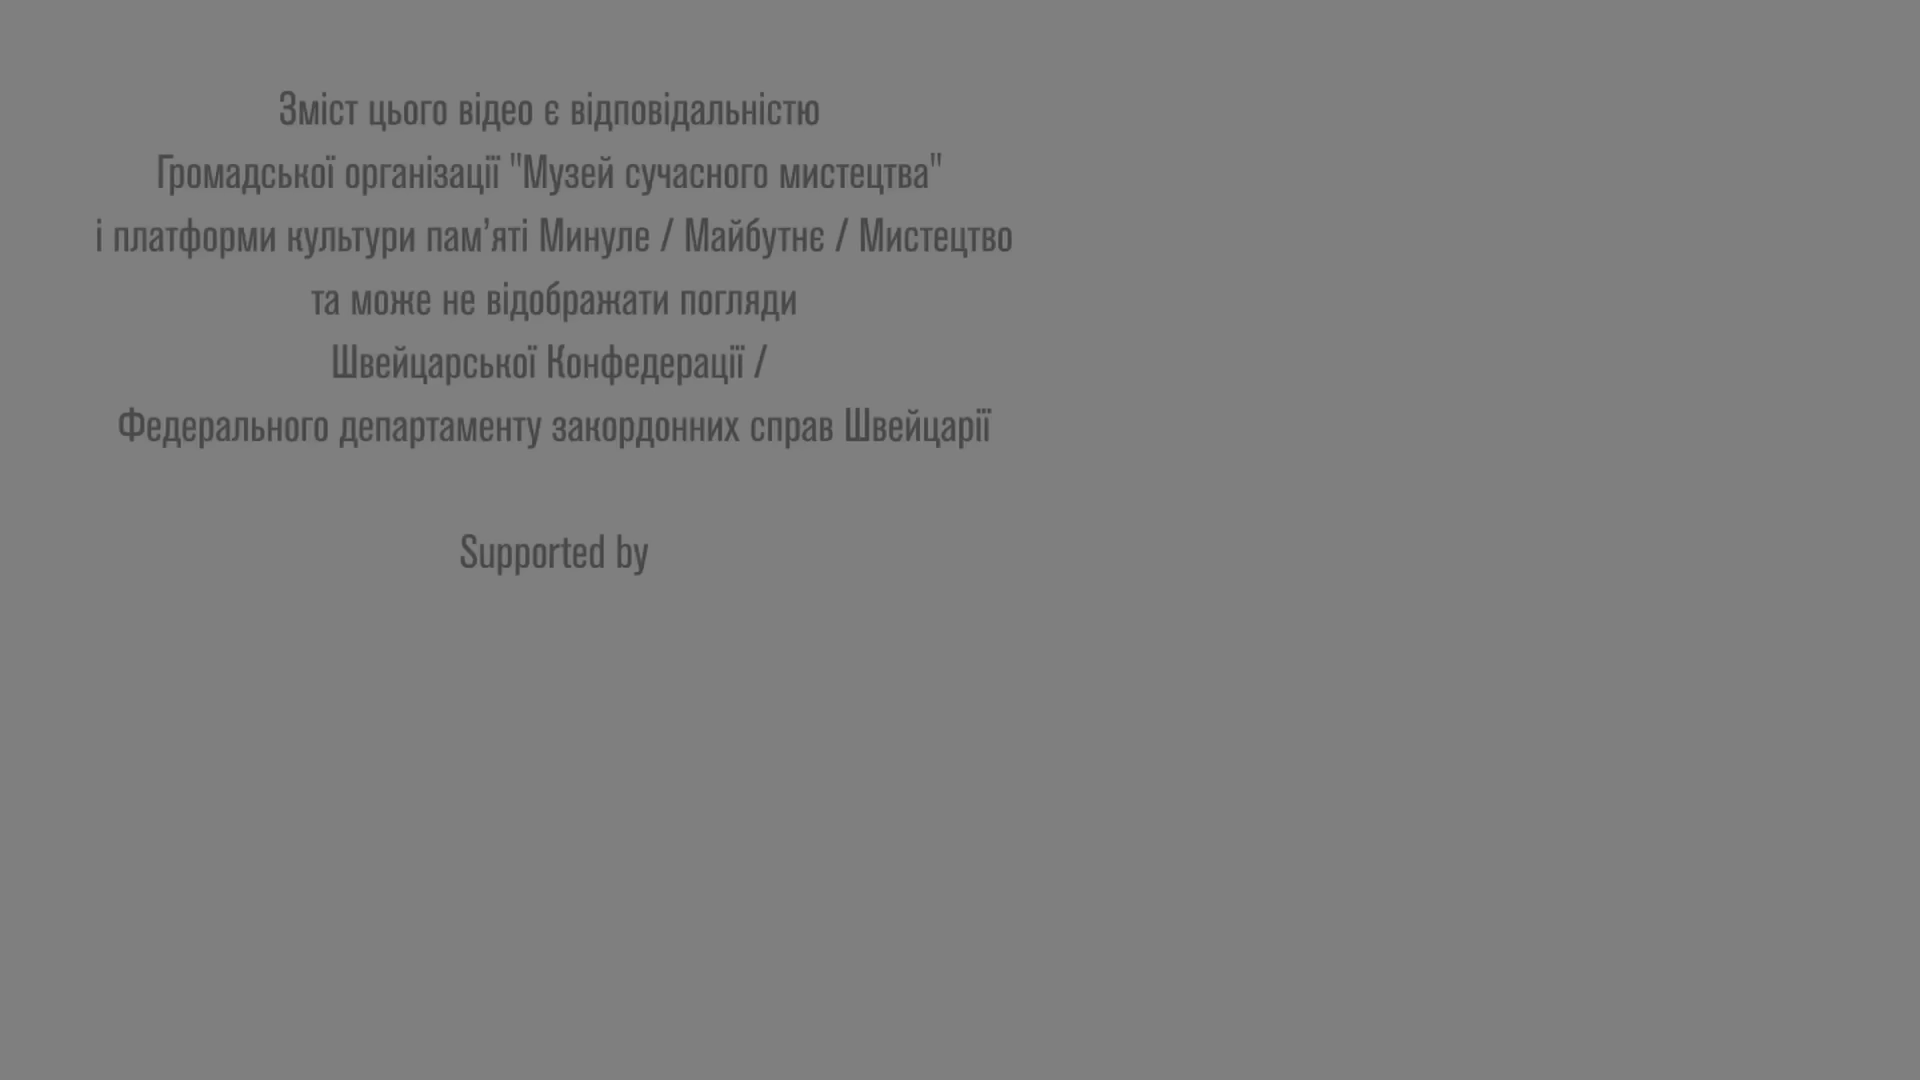 Зміст цього відео є відповідальністю
Громадської організації "Музей сучасного мистецтва"
і платформи культури пам’яті Минуле / Майбутнє / Мистецтво
та може не відображати погляди
Швейцарської Конфедерації /
Федерального департаменту закордонних справ Швейцарії
Supported by